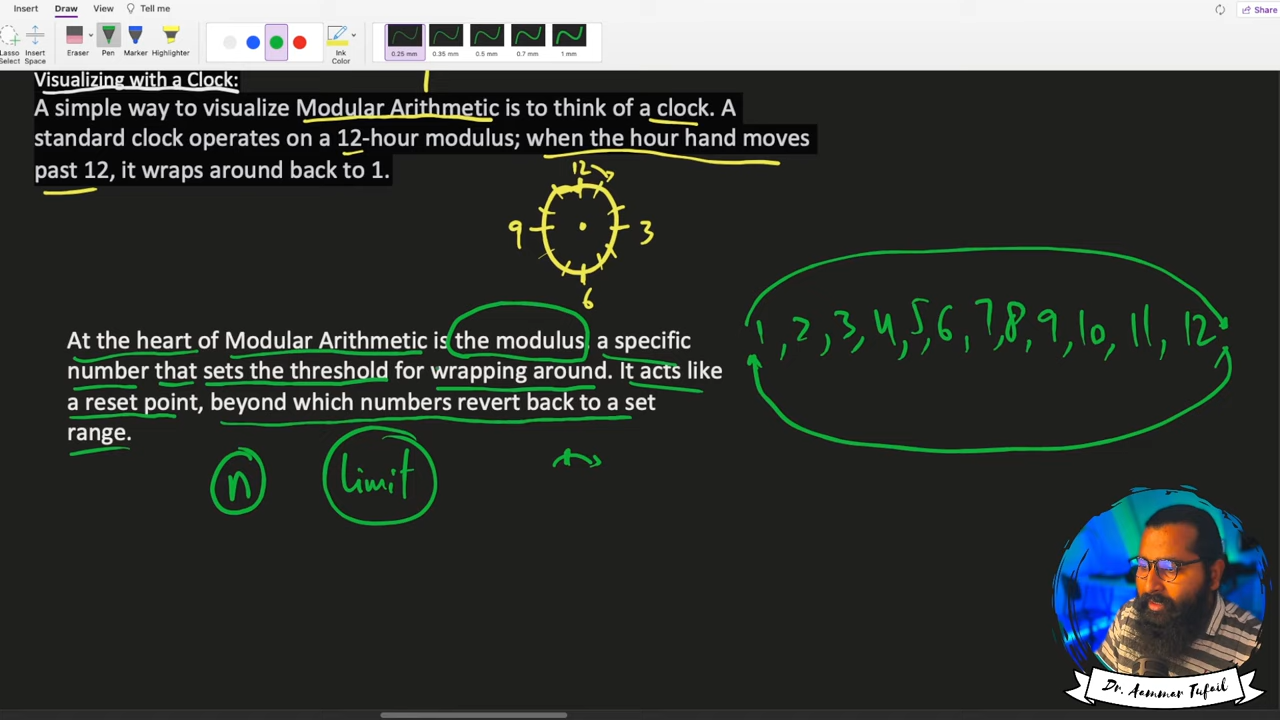 Insert Draw View Tell me
Share
Lasso Select
Insert Space
Eraser
Pen
Marker
Highlighter
Ink Color
0.25 mm
0.35 mm
0.5 mm
0.7 mm
1 mm
Visualizing with a Clock:
A simple way to visualize Modular Arithmetic is to think of a clock. A
standard clock operates on a 12-hour modulus; when the hour hand moves
past 12, it wraps around back to 1.
12
9
3
6
At the heart of Modular Arithmetic is the modulus, a specific
number that sets the threshold for wrapping around. It acts like
a reset point, beyond which numbers revert back to a set
range.
1, 2, 3, 4, 5, 6, 7, 8, 9, 10, 11, 12
n
limit
Dr. Aammar Tufail